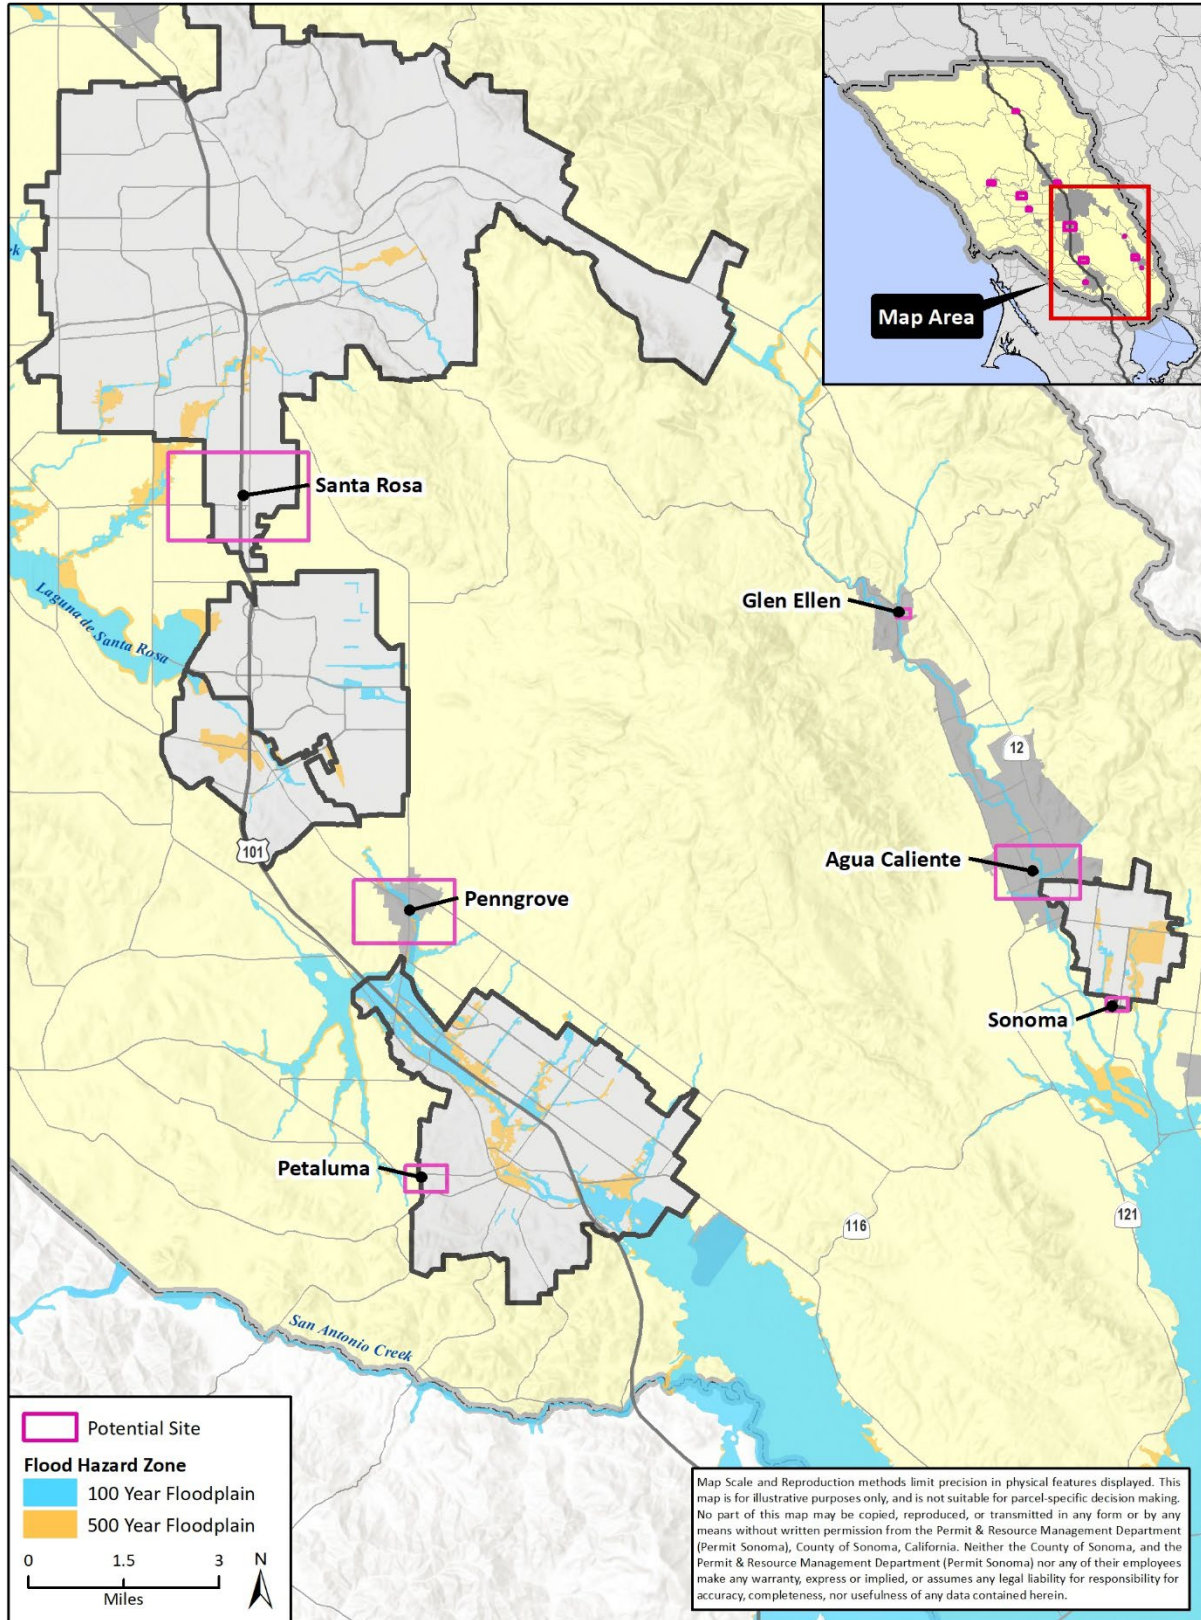 Map Area
Santa Rosa
Laguna de Santa Rosa
Glen Ellen
12
101
Agua Caliente
Penngrove
Sonoma
Petaluma
116
121
San Antonio Creek
Potential Site
Flood Hazard Zone
100 Year Floodplain
500 Year Floodplain
0 1.5 3
Miles
N
Map Scale and Reproduction methods limit precision in physical features displayed. This
map is for illustrative purposes only, and is not suitable for parcel-specific decision making.
No part of this map may be copied, reproduced, or transmitted in any form or by any
means without written permission from the Permit & Resource Management Department
(Permit Sonoma), County of Sonoma, California. Neither the County of Sonoma, and the
Permit & Resource Management Department (Permit Sonoma) nor any of their employees
make any warranty, express or implied, or assumes any legal liability for responsibility for
accuracy, completeness, nor usefulness of any data contained herein.